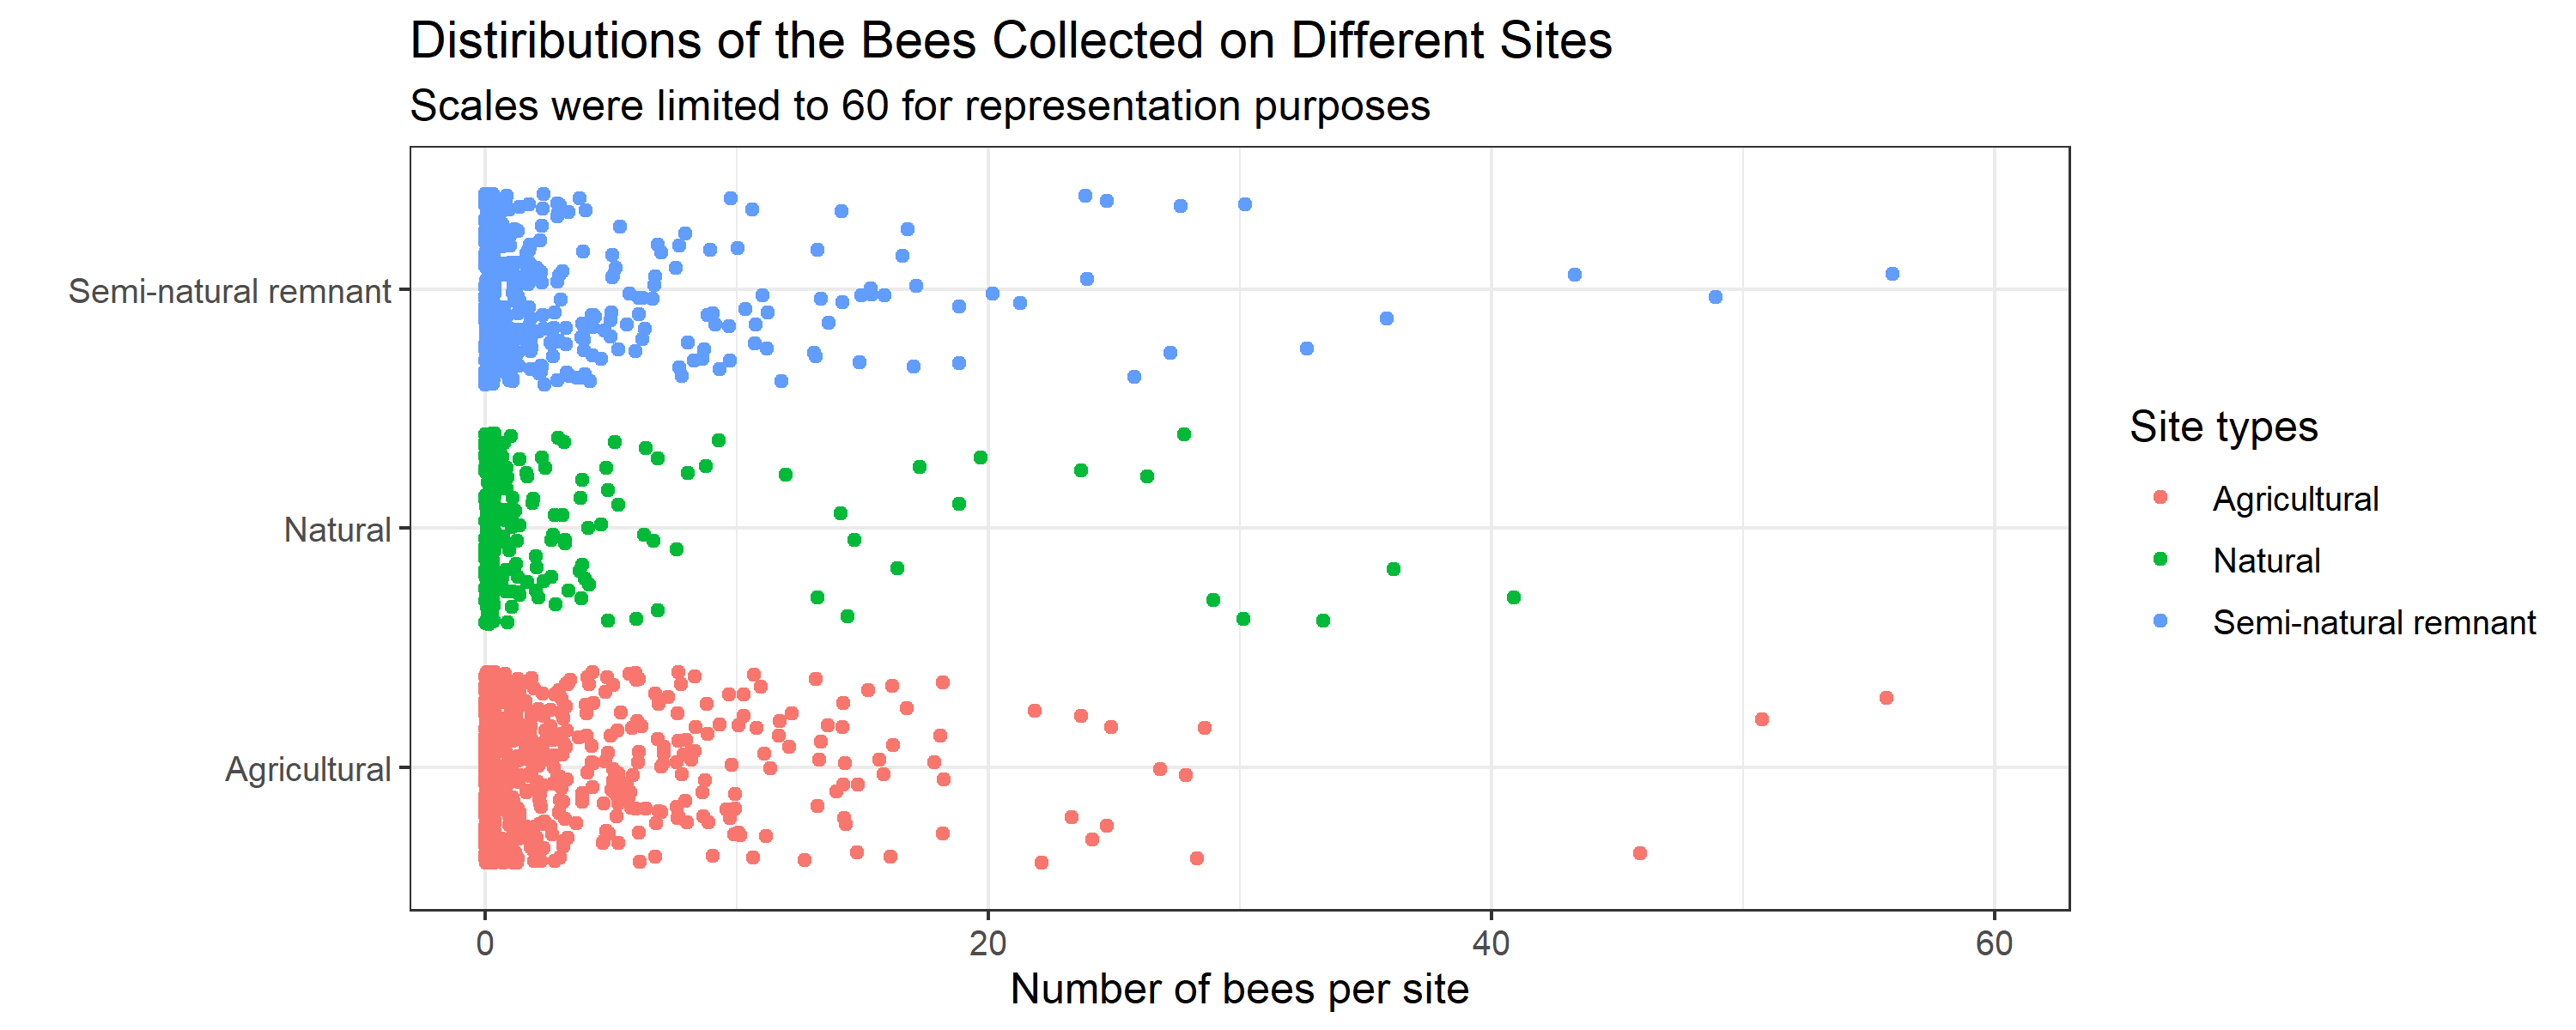 Distiributions of the Bees Collected on Different Sites
Scales were limited to 60 for representation purposes
Semi-natural remnant
Natural
Agricultural
0 20 40 60
Number of bees per site
Site types
Agricultural
Natural
Semi-natural remnant